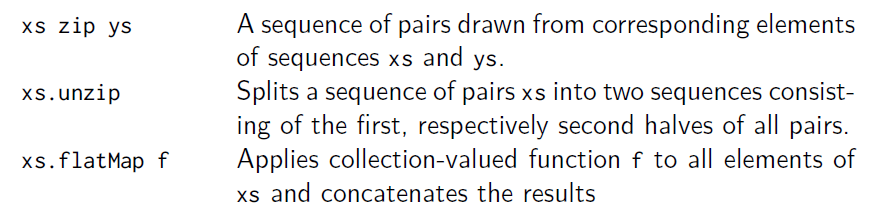 xs zip ys A sequence of pairs drawn from corresponding elements
of sequences xs and ys.
xs.unzip Splits a sequence of pairs xs into two sequences consist-
ing of the first, respectively second halves of all pairs.
xs.flatMap f Applies collection-valued function f to all elements of
xs and concatenates the results